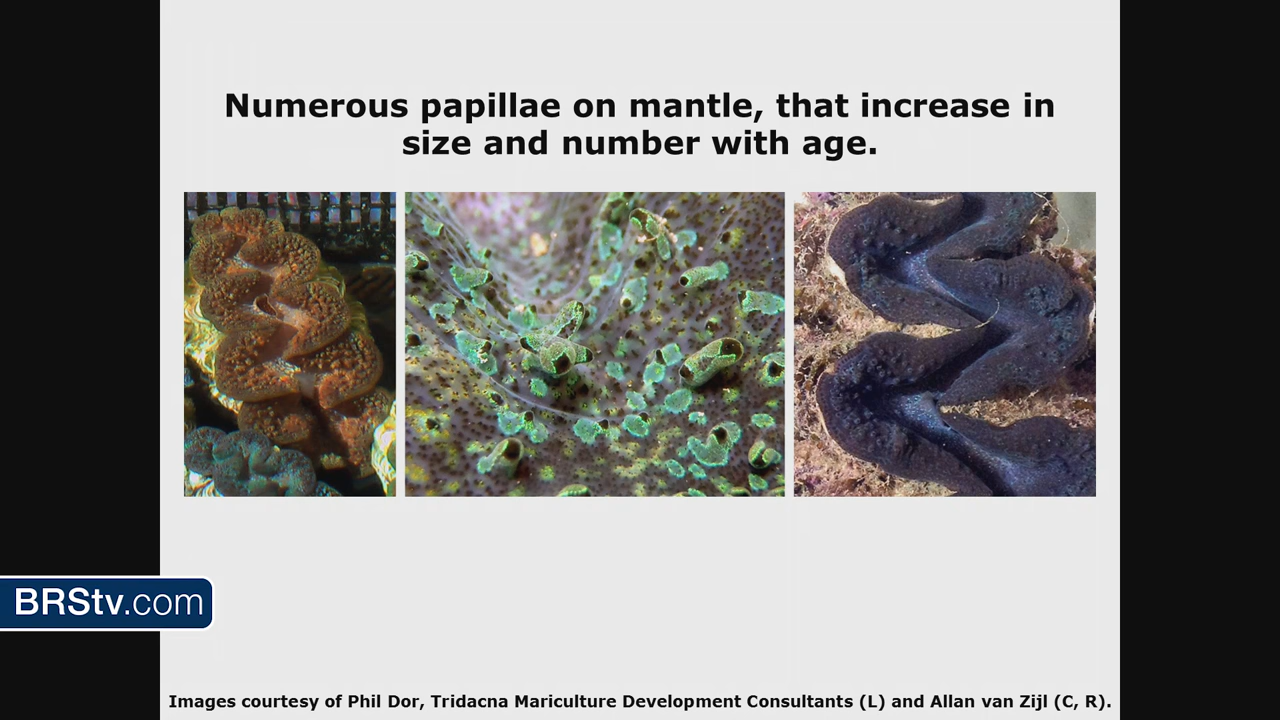 Numerous papillae on mantle, that increase in
size and number with age.
BRStv.com
Images courtesy of Phil Dor, Tridacna Mariculture Development Consultants (L) and Allan van Zijl (C, R).